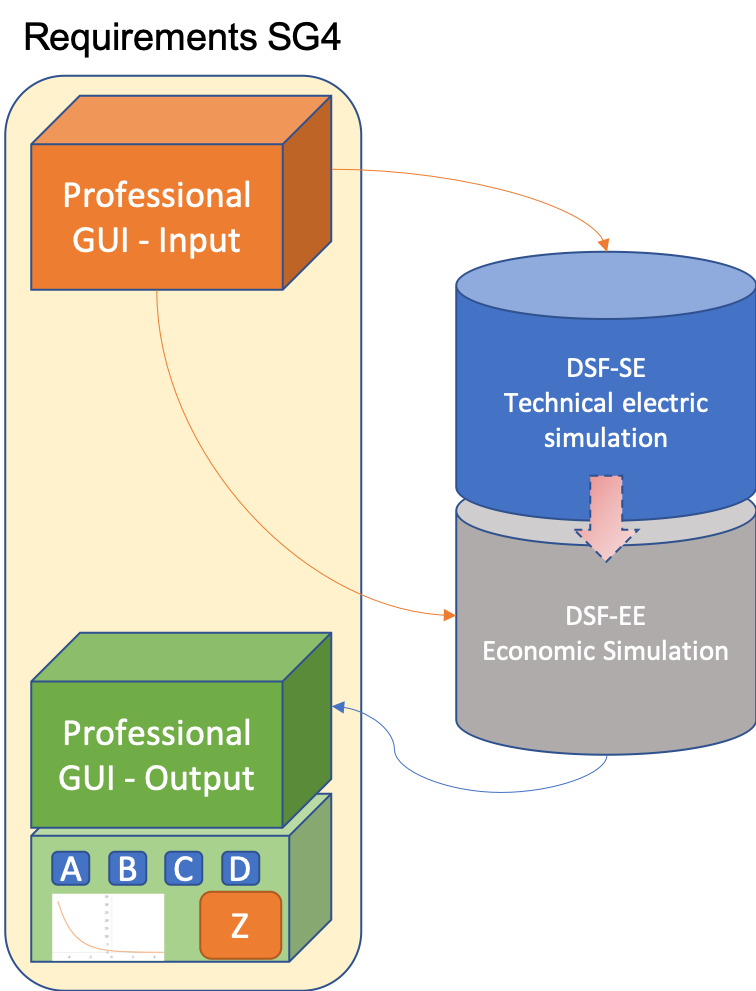 Requirements SG4
Professional
GUI - Input
DSF-SE
Technical electric
simulation
DSF-EE
Economic Simulation
Professional
GUI - Output
A B C D
Z